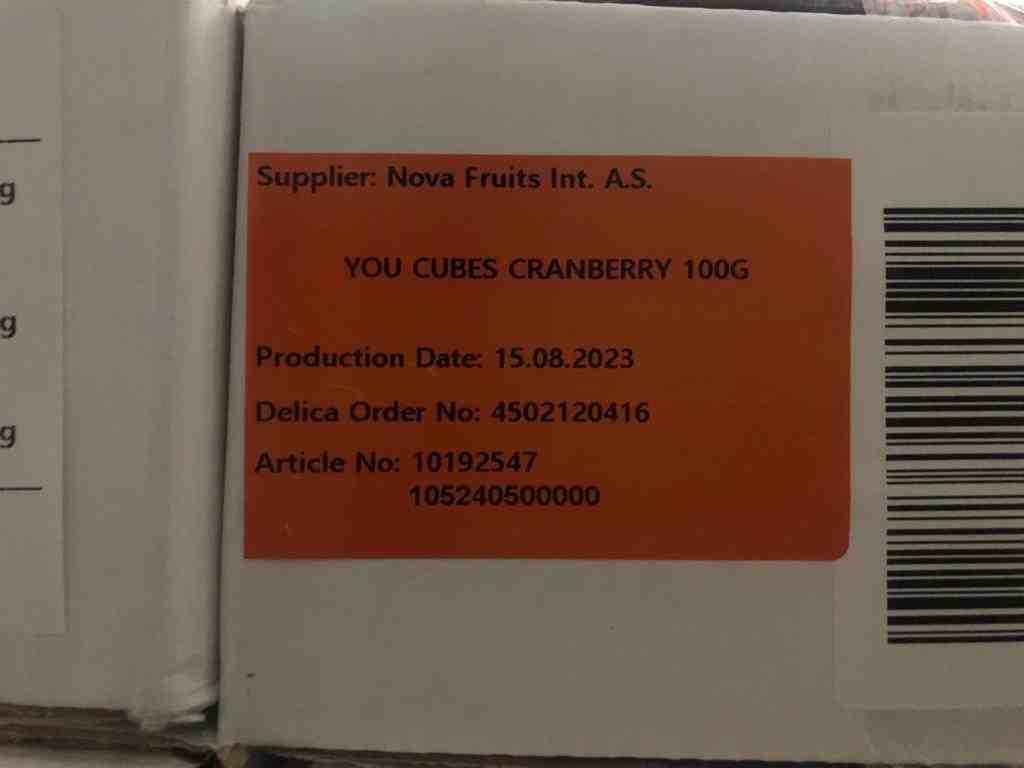 Supplier: Nova Fruits Int. A.S.
YOU CUBES CRANBERRY 100G
Production Date: 15.08.2023
Delica Order No: 4502120416
Article No: 10192547
105240500000
g
g
g